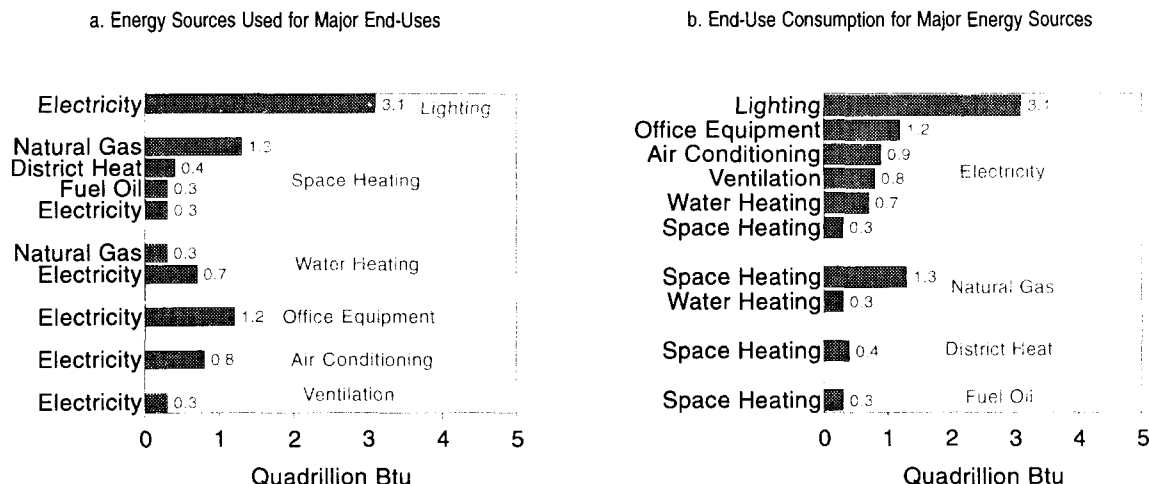 a. Energy Sources Used for Major End-Uses
Electricity 3.1 Lighting
Natural Gas 1.3
District Heat 0.4
Space Heating
Fuel Oil 0.3
Electricity 0.3
Natural Gas 0.3
Water Heating
Electricity 0.7
Electricity 1.2 Office Equipment
Electricity 0.8 Air Conditioning
Ventilation
Electricity 0.3
0 1 2 3 4 5
Quadrillion Btu
b. End-Use Consumption for Major Energy Sources
Lighting 3.1
Office Equipment 1.2
Air Conditioning 0.9
Electricity
Ventilation 0.8
Water Heating 0.7
Space Heating 0.3
Space Heating 1.3
Natural Gas
Water Heating 0.3
Space Heating 0.4 District Heat
Space Heating 0.3 Fuel Oil
0 1 2 3 4 5
Quadrillion Btu